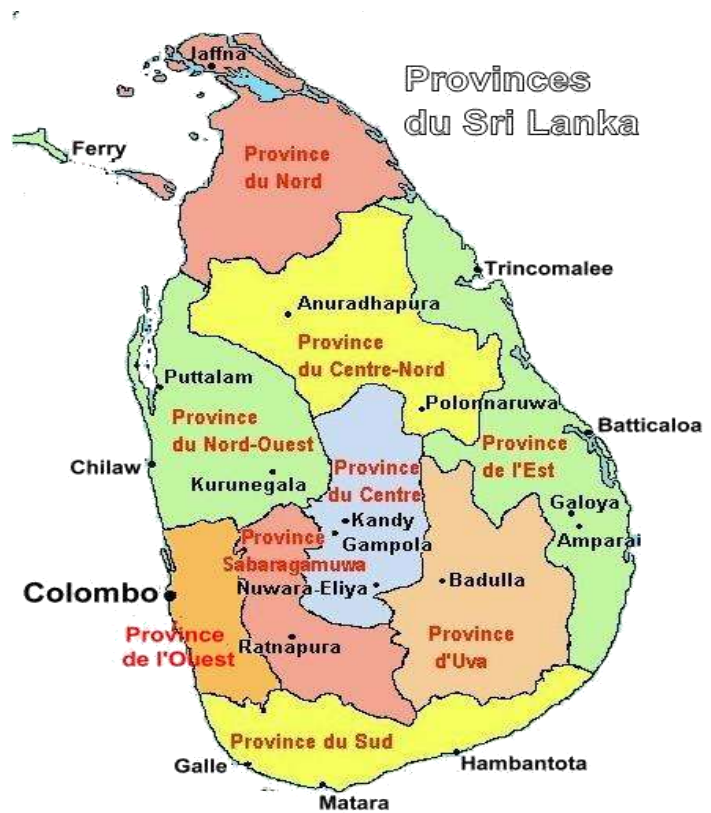 Jaffna
Provinces
du Sri Lanka
Ferry
Province
du Nord
Trincomalee
Anuradhapura
Province
du Centre-Nord
Puttalam
Polonnaruwa
Province
du Nord-Ouest
Batticaloa
Province
de l'Est
Chilaw
Kurunegala
Province
du Centre
Galoya
Kandy
Province
Sabaragamuwa
Gampola
Amparai
Nuwara-Eliya
Badulla
Colombo
Province
de l'Ouest
Ratnapura
Province
d'Uva
Province du Sud
Galle
Hambantota
Matara